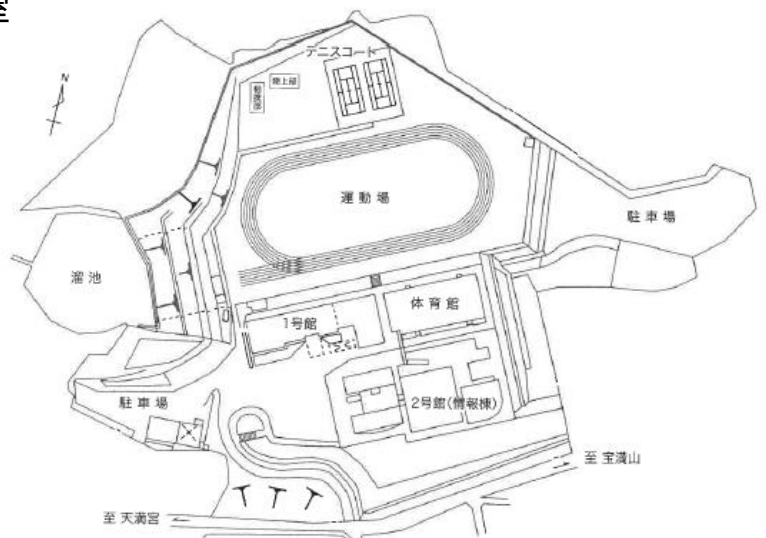 室
テニスコート
陸上部
N
運動場
駐車場
溜池
体育館
1号館
駐車場
2号館(情報棟)
至 宝満山
至 天満宮